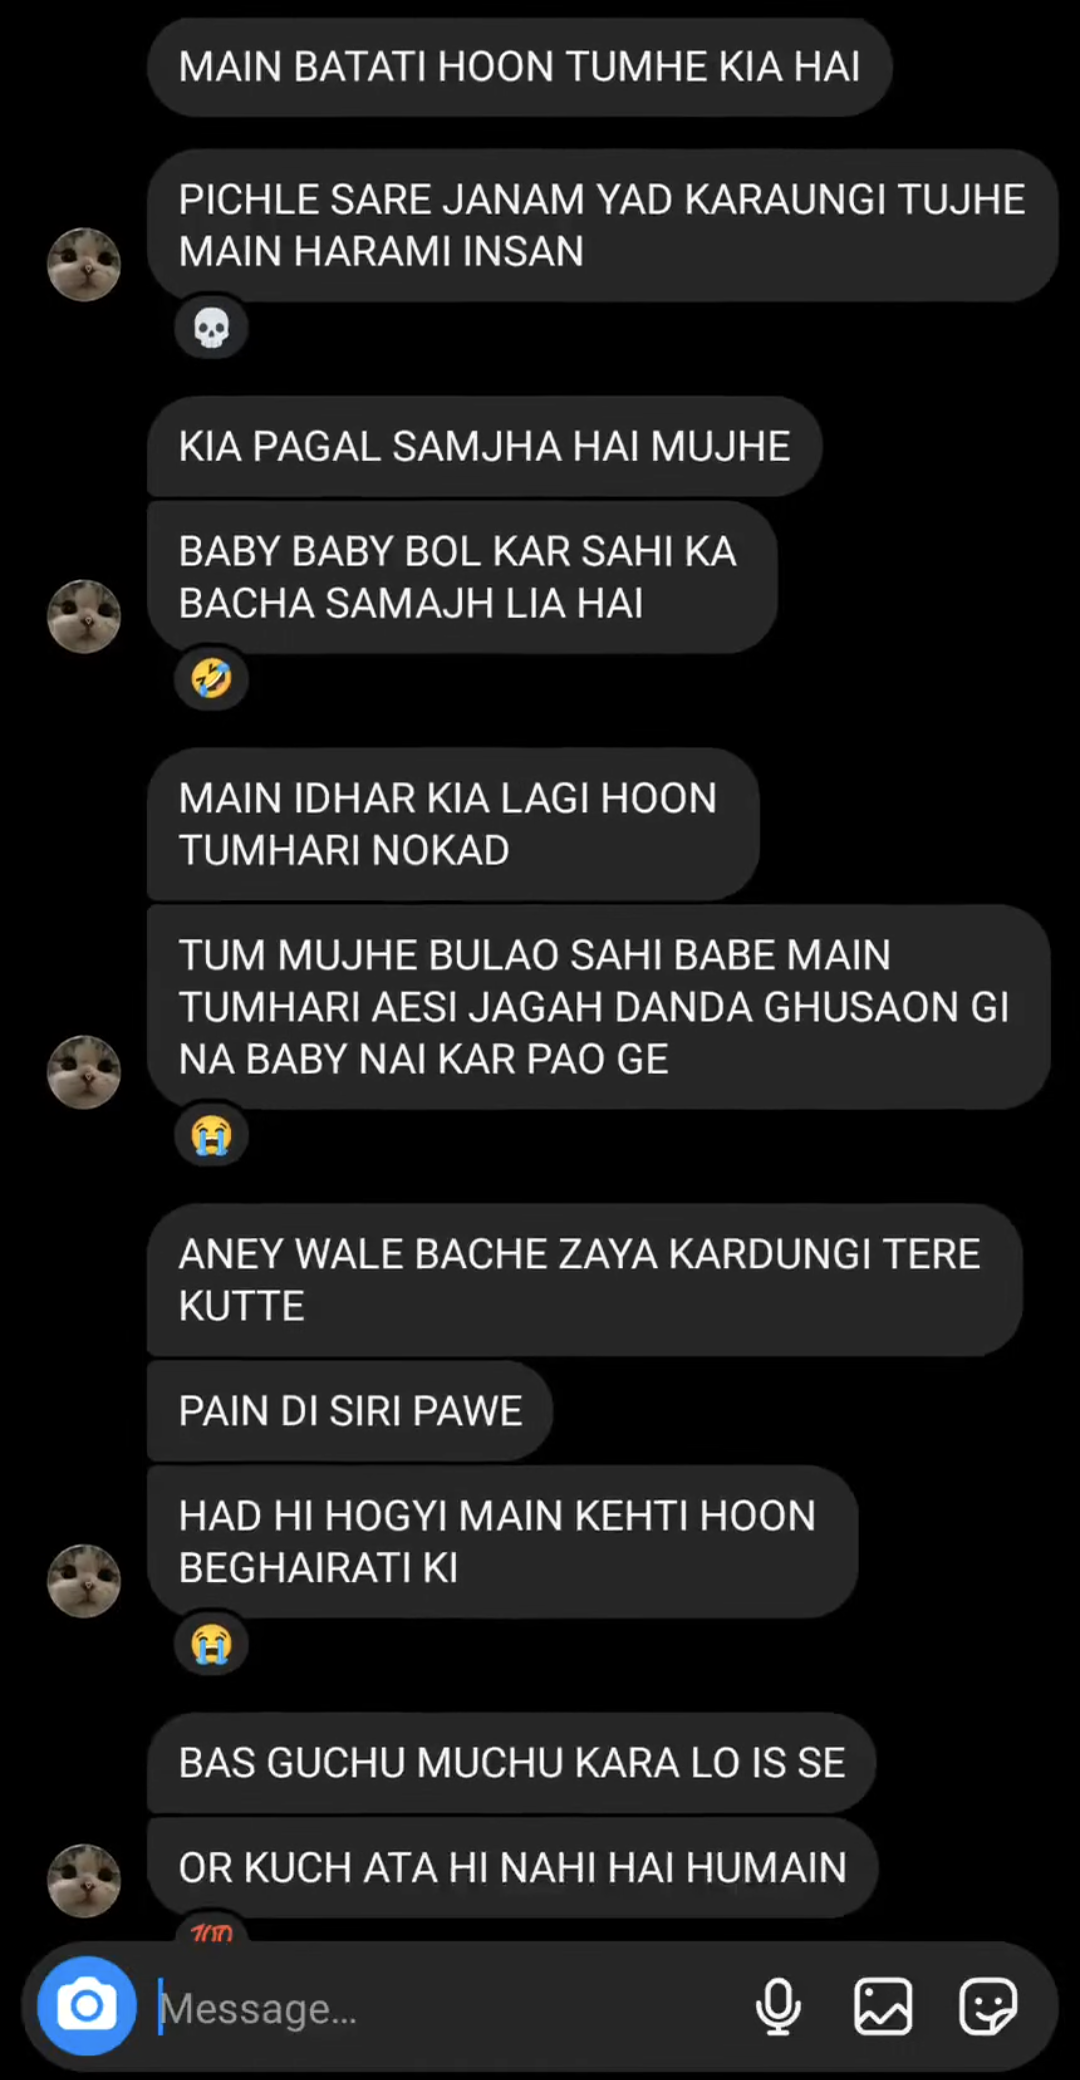 MAIN BATATI HOON TUMHE KIA HAI
PICHLE SARE JANAM YAD KARAUNGI TUJHE
MAIN HARAMI INSAN
KIA PAGAL SAMJHA HAI MUJHE
BABY BABY BOL KAR SAHI KA
BACHA SAMAJH LIA HAI
MAIN IDHAR KIA LAGI HOON
TUMHARI NOKAD
TUM MUJHE BULAO SAHI BABE MAIN
TUMHARI AESI JAGAH DANDA GHUSAON GI
NA BABY NAI KAR PAO GE
ANEY WALE BACHE ZAYA KARDUNGI TERE
KUTTE
PAIN DI SIRI PAWE
HAD HI HOGYI MAIN KEHTI HOON
BEGHAIRATI KI
BAS GUCHU MUCHU KARA LO IS SE
OR KUCH ATA HI NAHI HAI HUMAIN
Message...